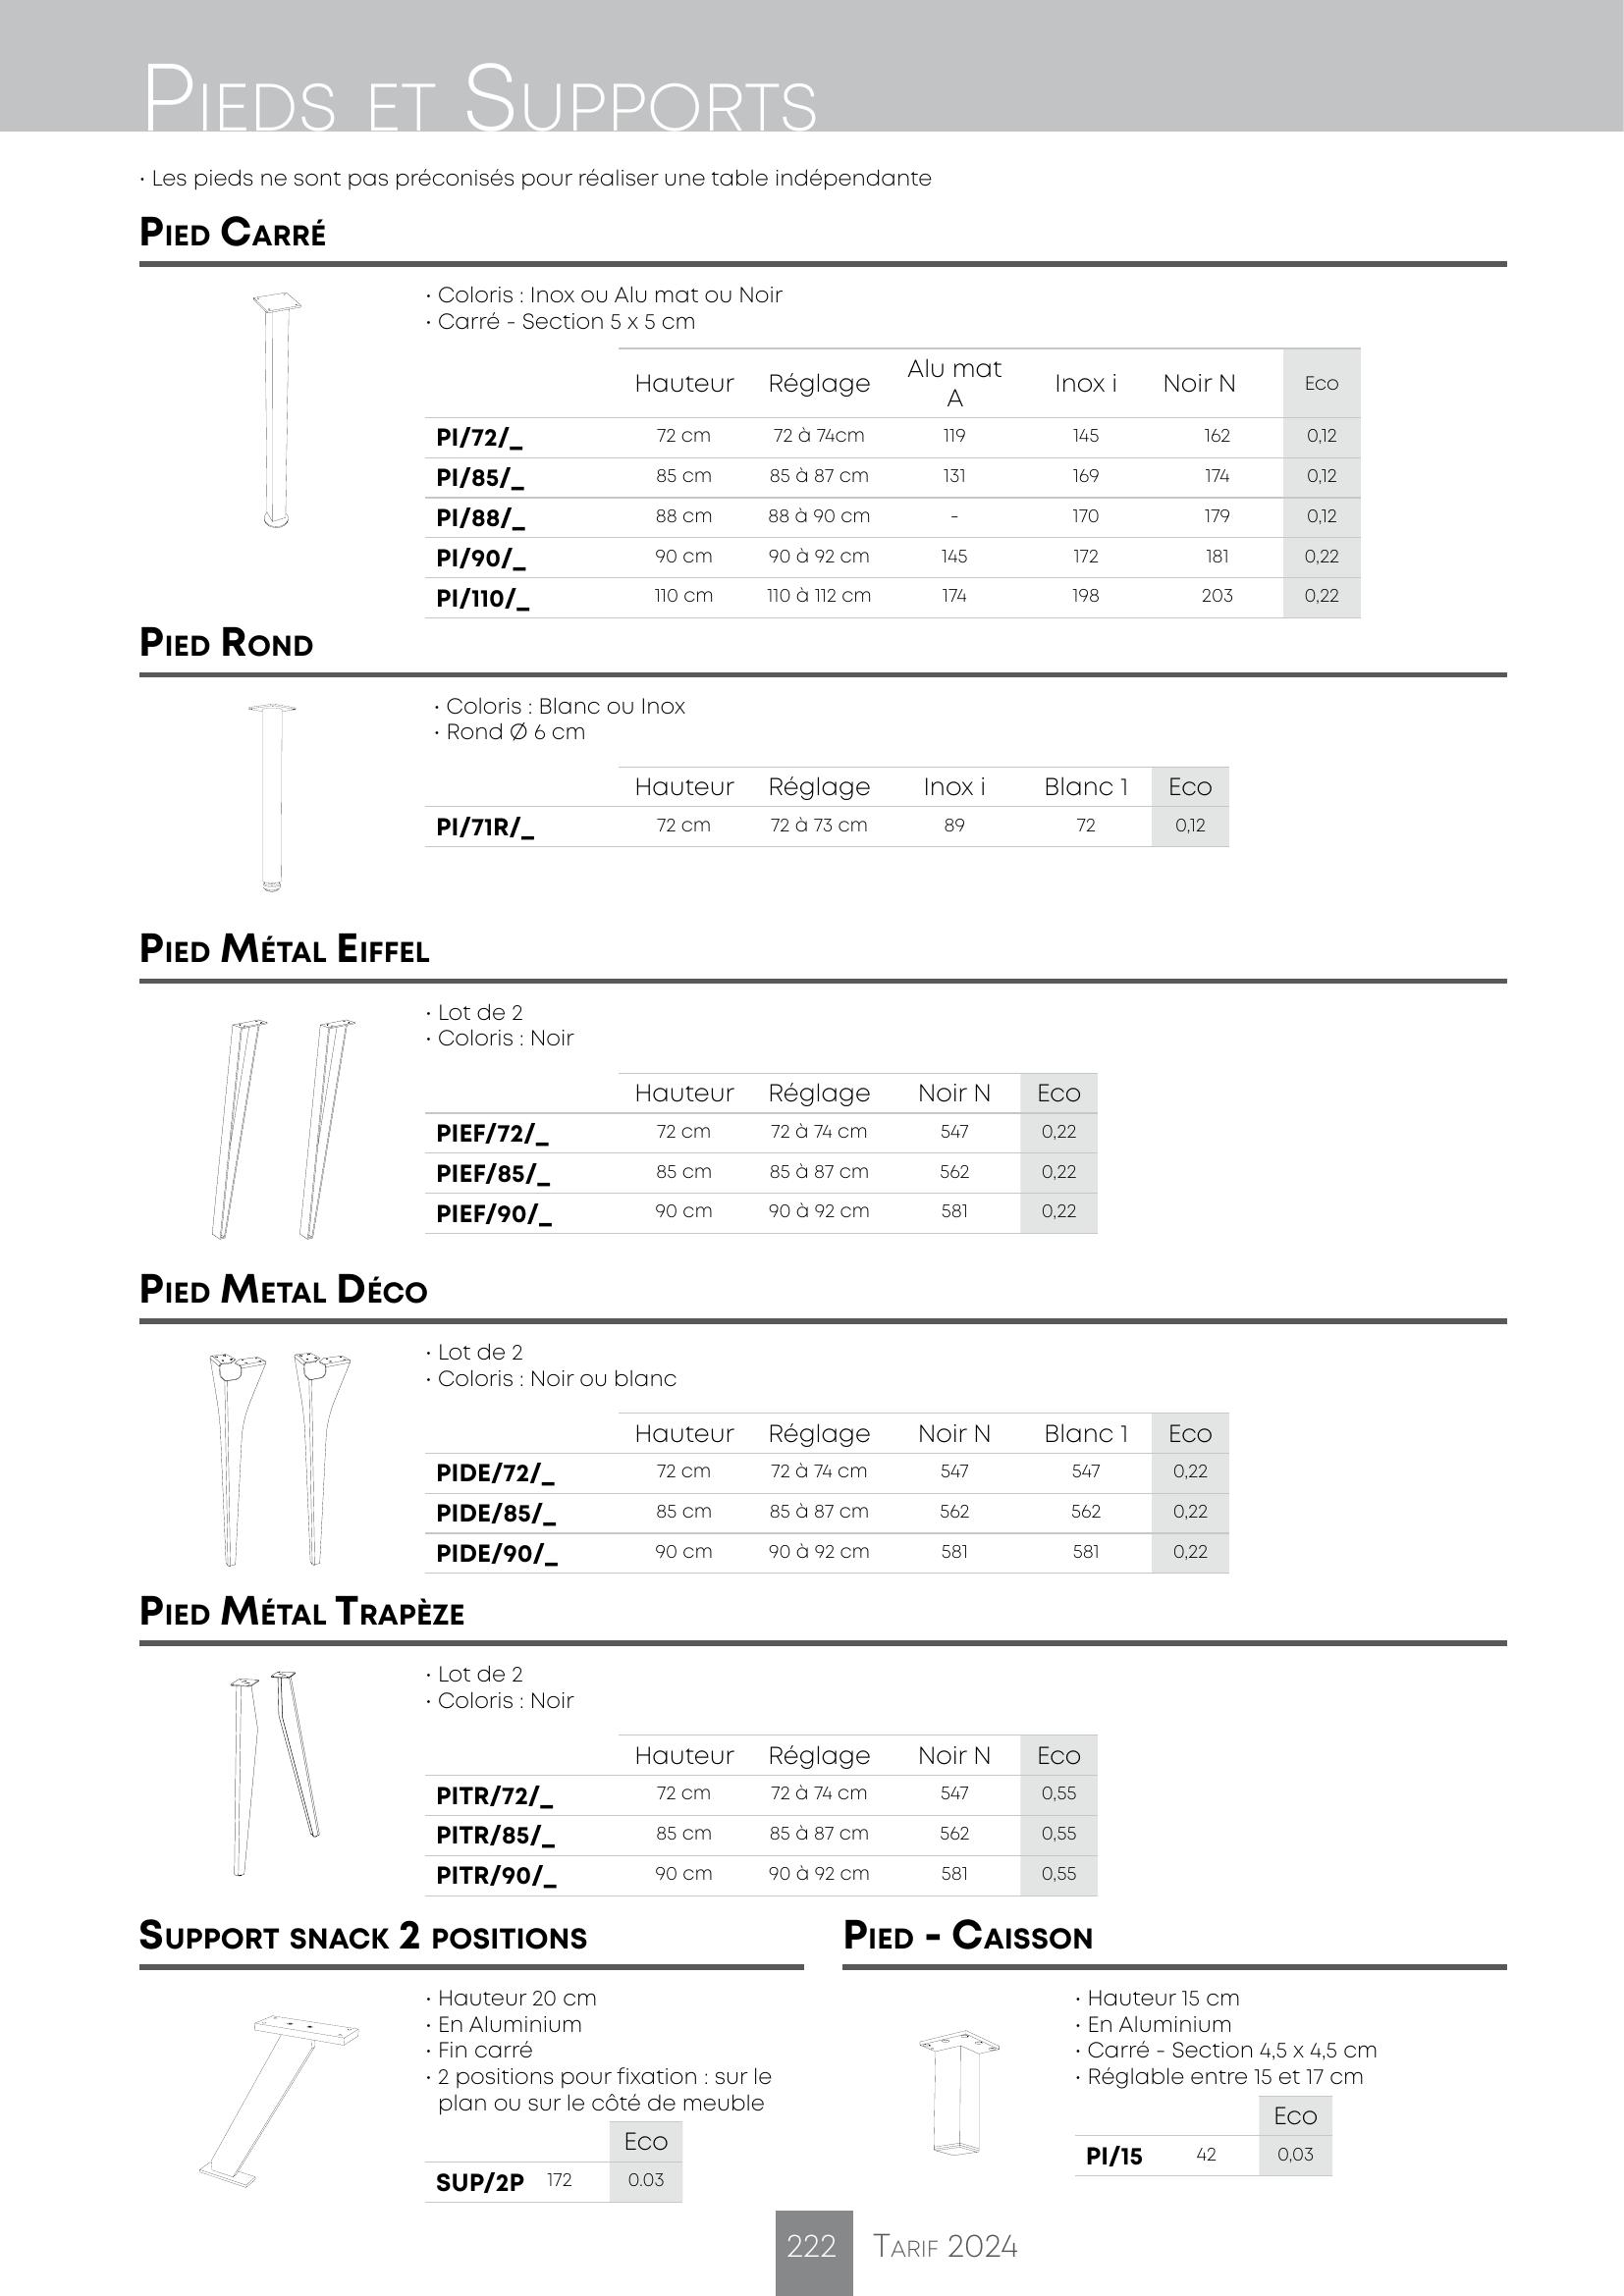 Pieds et Supports
• Les pieds ne sont pas préconisés pour réaliser une table indépendante
Pied Carré
• Coloris : Inox ou Alu mat ou Noir
• Carré - Section 5 x 5 cm
Hauteur Réglage Alu mat A Inox i Noir N Eco
PI/72/_ 72 cm 72 à 74cm 119 145 162 0,12
PI/85/_ 85 cm 85 à 87 cm 131 169 174 0,12
PI/88/_ 88 cm 88 à 90 cm - 170 179 0,12
PI/90/_ 90 cm 90 à 92 cm 145 172 181 0,22
PI/110/_ 110 cm 110 à 112 cm 174 198 203 0,22
Pied Rond
• Coloris : Blanc ou Inox
• Rond Ø 6 cm
Hauteur Réglage Inox i Blanc 1 Eco
PI/71R/_ 72 cm 72 à 73 cm 89 72 0,12
Pied Métal Eiffel
• Lot de 2
• Coloris : Noir
Hauteur Réglage Noir N Eco
PIEF/72/_ 72 cm 72 à 74 cm 547 0,22
PIEF/85/_ 85 cm 85 à 87 cm 562 0,22
PIEF/90/_ 90 cm 90 à 92 cm 581 0,22
Pied Metal Déco
• Lot de 2
• Coloris : Noir ou blanc
Hauteur Réglage Noir N Blanc 1 Eco
PIDE/72/_ 72 cm 72 à 74 cm 547 547 0,22
PIDE/85/_ 85 cm 85 à 87 cm 562 562 0,22
PIDE/90/_ 90 cm 90 à 92 cm 581 581 0,22
Pied Métal Trapèze
• Lot de 2
• Coloris : Noir
Hauteur Réglage Noir N Eco
PITR/72/_ 72 cm 72 à 74 cm 547 0,55
PITR/85/_ 85 cm 85 à 87 cm 562 0,55
PITR/90/_ 90 cm 90 à 92 cm 581 0,55
Support snack 2 positions
• Hauteur 20 cm
• En Aluminium
• Fin carré
• 2 positions pour fixation : sur le
plan ou sur le côté de meuble
Eco
SUP/2P 172 0.03
Pied - Caisson
• Hauteur 15 cm
• En Aluminium
• Carré - Section 4,5 x 4,5 cm
• Réglable entre 15 et 17 cm
Eco
PI/15 42 0,03
222 Tarif 2024